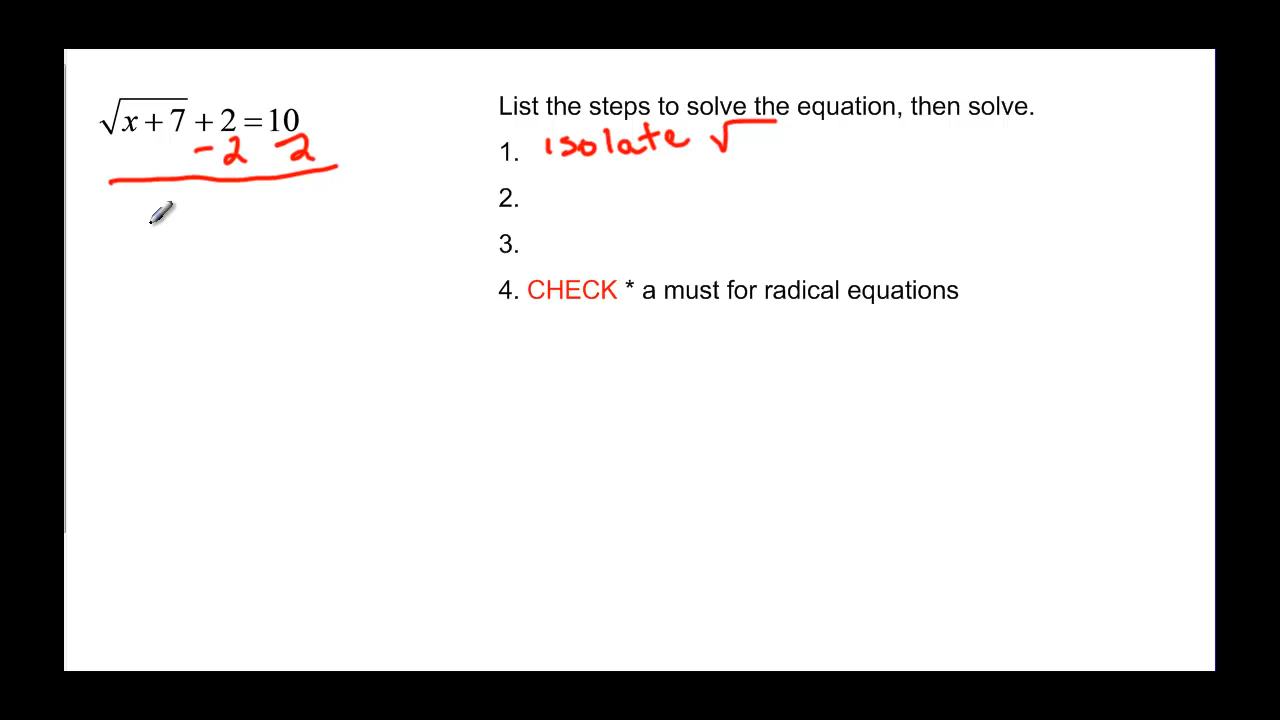 √x + 7 + 2 = 10
- 2 - 2
List the steps to solve the equation, then solve.
1. isolate √
2.
3.
4. CHECK * a must for radical equations